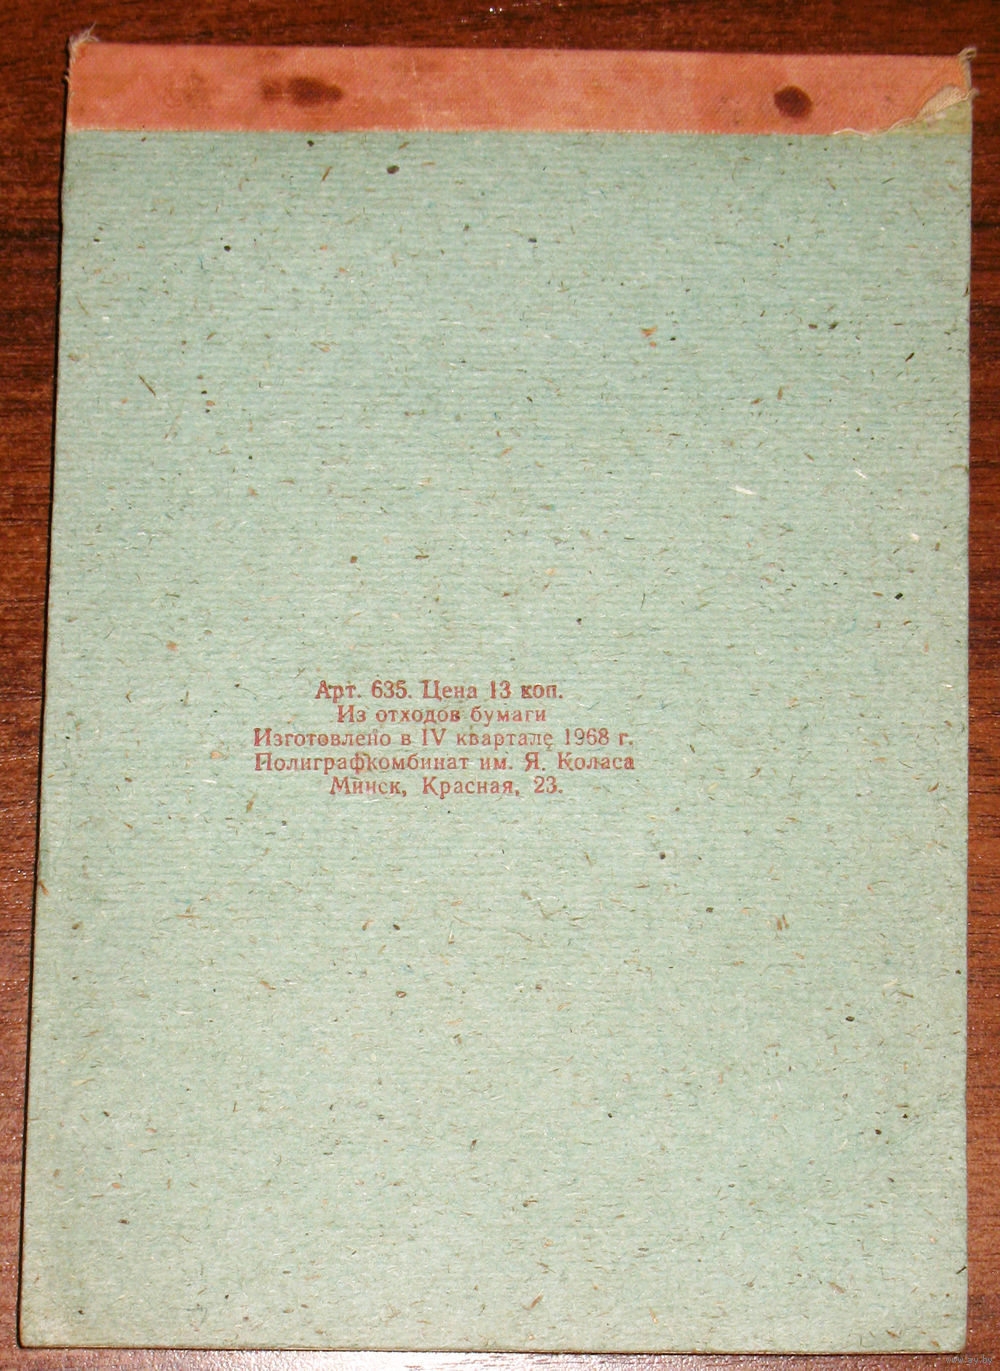 Арт. 635. Цена 13 коп.
Из отходов бумаги
Изготовлено в IV квартале 1968 г.
Полиграфкомбинат им. Я. Коласа
Минск, Красная, 23.